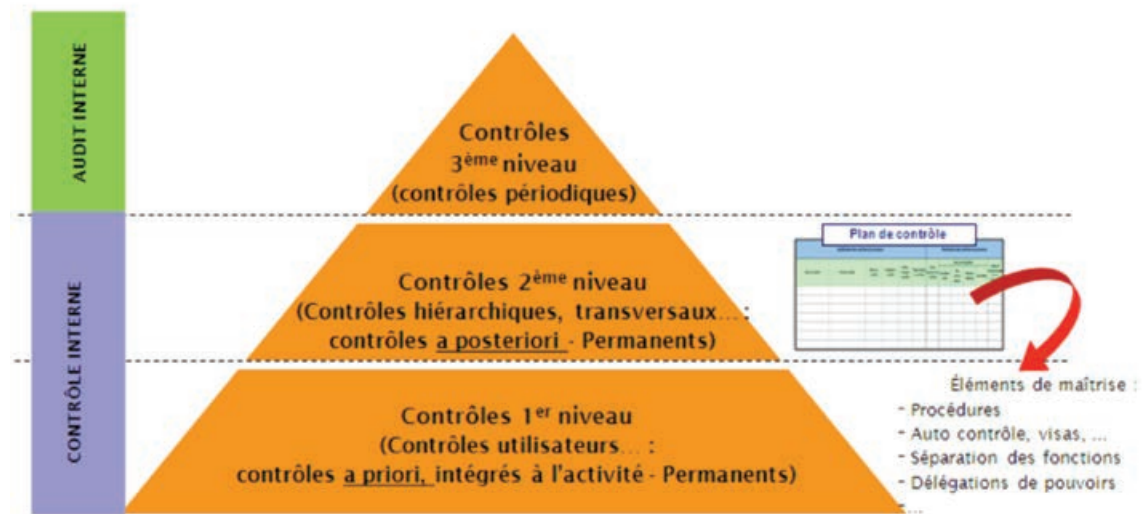 AUDIT INTERNE
Contrôles
3ème niveau
(contrôles périodiques)
CONTRÔLE INTERNE
Contrôles 2ème niveau
(Contrôles hiérarchiques, transversaux... :
contrôles a posteriori - Permanents)
Plan de contrôle
Contrôles 1er niveau
(Contrôles utilisateurs... :
contrôles a priori, intégrés à l'activité - Permanents)
Éléments de maîtrise :
- Procédures
- Auto contrôle, visas, ...
- Séparation des fonctions
- Délégations de pouvoirs
-...